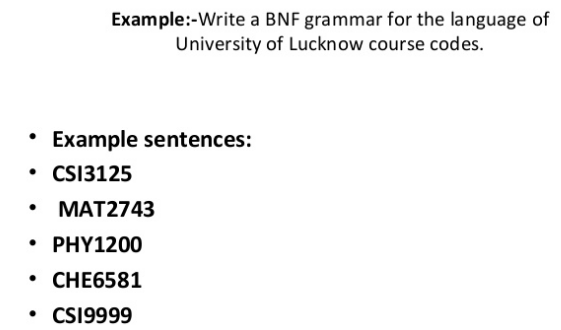 Example:-Write a BNF grammar for the language of
University of Lucknow course codes.
• Example sentences:
• CSI3125
• MAT2743
• PHY1200
• CHE6581
• CSI9999